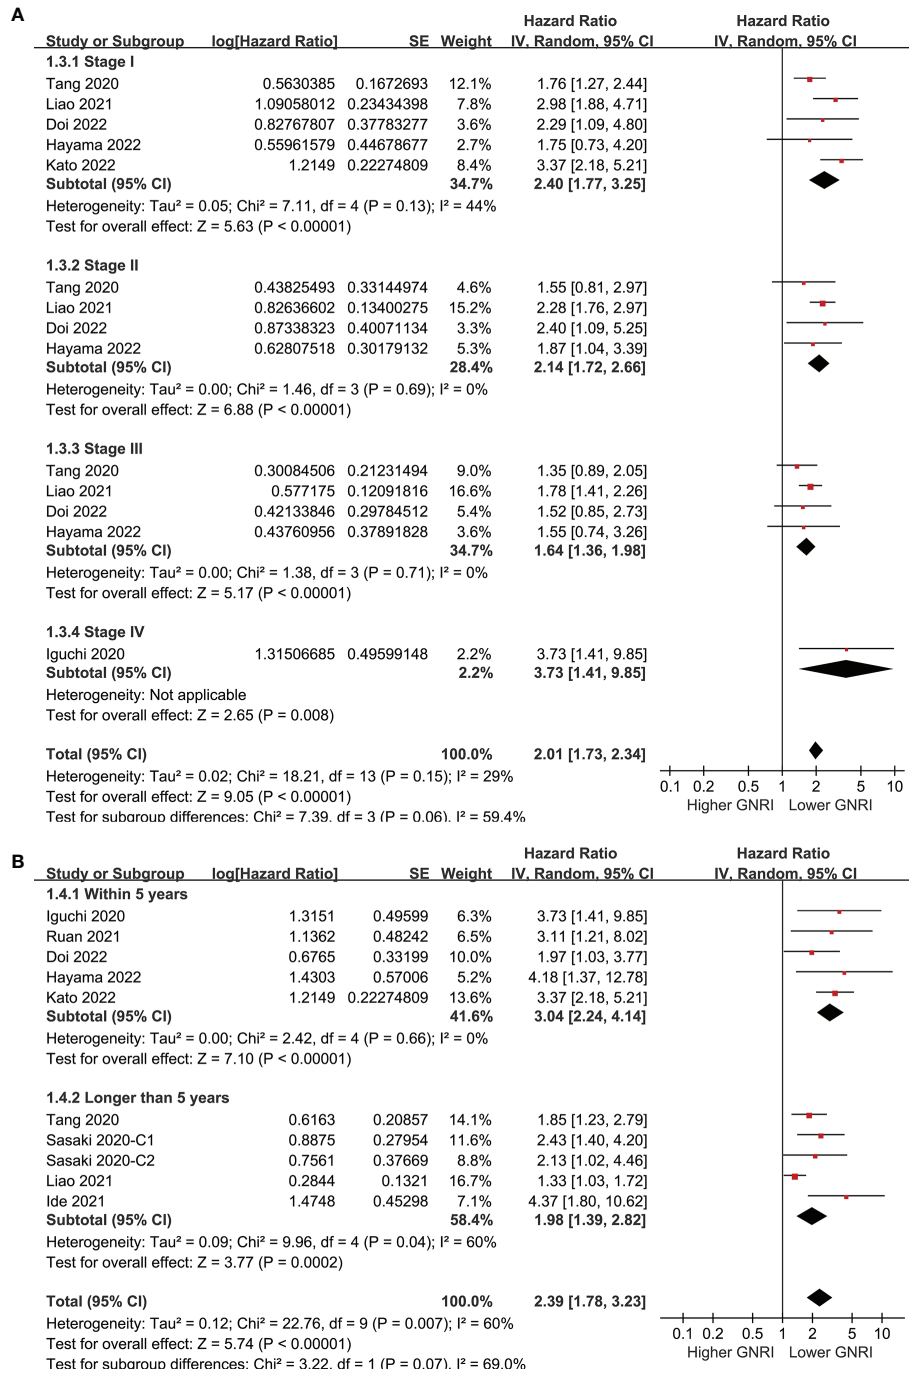 A
Hazard Ratio Hazard Ratio
Study or Subgroup log[Hazard Ratio] SE Weight IV, Random, 95% CI IV, Random, 95% CI
1.3.1 Stage I
Tang 2020 0.5630385 0.1672693 12.1% 1.76 [1.27, 2.44]
Liao 2021 1.09058012 0.23434398 7.8% 2.98 [1.88, 4.71]
Doi 2022 0.82767807 0.37783277 3.6% 2.29 [1.09, 4.80]
Hayama 2022 0.55961579 0.44678677 2.7% 1.75 [0.73, 4.20]
Kato 2022 1.2149 0.22274809 8.4% 3.37 [2.18, 5.21]
Subtotal (95% CI) 34.7% 2.40 [1.77, 3.25]
Heterogeneity: Tau² = 0.05; Chi² = 7.11, df = 4 (P = 0.13); I² = 44%
Test for overall effect: Z = 5.63 (P < 0.00001)
1.3.2 Stage II
Tang 2020 0.43825493 0.33144974 4.6% 1.55 [0.81, 2.97]
Liao 2021 0.82636602 0.13400275 15.2% 2.28 [1.76, 2.97]
Doi 2022 0.87338323 0.40071134 3.3% 2.40 [1.09, 5.25]
Hayama 2022 0.62807518 0.30179132 5.3% 1.87 [1.04, 3.39]
Subtotal (95% CI) 28.4% 2.14 [1.72, 2.66]
Heterogeneity: Tau² = 0.00; Chi² = 1.46, df = 3 (P = 0.69); I² = 0%
Test for overall effect: Z = 6.88 (P < 0.00001)
1.3.3 Stage III
Tang 2020 0.30084506 0.21231494 9.0% 1.35 [0.89, 2.05]
Liao 2021 0.577175 0.12091816 16.6% 1.78 [1.41, 2.26]
Doi 2022 0.42133846 0.29784512 5.4% 1.52 [0.85, 2.73]
Hayama 2022 0.43760956 0.37891828 3.6% 1.55 [0.74, 3.26]
Subtotal (95% CI) 34.7% 1.64 [1.36, 1.98]
Heterogeneity: Tau² = 0.00; Chi² = 1.38, df = 3 (P = 0.71); I² = 0%
Test for overall effect: Z = 5.17 (P < 0.00001)
1.3.4 Stage IV
Iguchi 2020 1.31506685 0.49599148 2.2% 3.73 [1.41, 9.85]
Subtotal (95% CI) 2.2% 3.73 [1.41, 9.85]
Heterogeneity: Not applicable
Test for overall effect: Z = 2.65 (P = 0.008)
Total (95% CI) 100.0% 2.01 [1.73, 2.34]
Heterogeneity: Tau² = 0.02; Chi² = 18.21, df = 13 (P = 0.15); I² = 29%
Test for overall effect: Z = 9.05 (P < 0.00001)
Test for subgroup differences: Chi² = 7.39, df = 3 (P = 0.06), I² = 59.4%
0.1 0.2 0.5 1 2 5 10
Higher GNRI Lower GNRI
B
Hazard Ratio Hazard Ratio
Study or Subgroup log[Hazard Ratio] SE Weight IV, Random, 95% CI IV, Random, 95% CI
1.4.1 Within 5 years
Iguchi 2020 1.3151 0.49599 6.3% 3.73 [1.41, 9.85]
Ruan 2021 1.1362 0.48242 6.5% 3.11 [1.21, 8.02]
Doi 2022 0.6765 0.33199 10.0% 1.97 [1.03, 3.77]
Hayama 2022 1.4303 0.57006 5.2% 4.18 [1.37, 12.78]
Kato 2022 1.2149 0.22274809 13.6% 3.37 [2.18, 5.21]
Subtotal (95% CI) 41.6% 3.04 [2.24, 4.14]
Heterogeneity: Tau² = 0.00; Chi² = 2.42, df = 4 (P = 0.66); I² = 0%
Test for overall effect: Z = 7.10 (P < 0.00001)
1.4.2 Longer than 5 years
Tang 2020 0.6163 0.20857 14.1% 1.85 [1.23, 2.79]
Sasaki 2020-C1 0.8875 0.27954 11.6% 2.43 [1.40, 4.20]
Sasaki 2020-C2 0.7561 0.37669 8.8% 2.13 [1.02, 4.46]
Liao 2021 0.2844 0.1321 16.7% 1.33 [1.03, 1.72]
Ide 2021 1.4748 0.45298 7.1% 4.37 [1.80, 10.62]
Subtotal (95% CI) 58.4% 1.98 [1.39, 2.82]
Heterogeneity: Tau² = 0.09; Chi² = 9.96, df = 4 (P = 0.04); I² = 60%
Test for overall effect: Z = 3.77 (P = 0.0002)
Total (95% CI) 100.0% 2.39 [1.78, 3.23]
Heterogeneity: Tau² = 0.12; Chi² = 22.76, df = 9 (P = 0.007); I² = 60%
Test for overall effect: Z = 5.74 (P < 0.00001)
Test for subgroup differences: Chi² = 3.22, df = 1 (P = 0.07), I² = 69.0%
0.1 0.2 0.5 1 2 5 10
Higher GNRI Lower GNRI